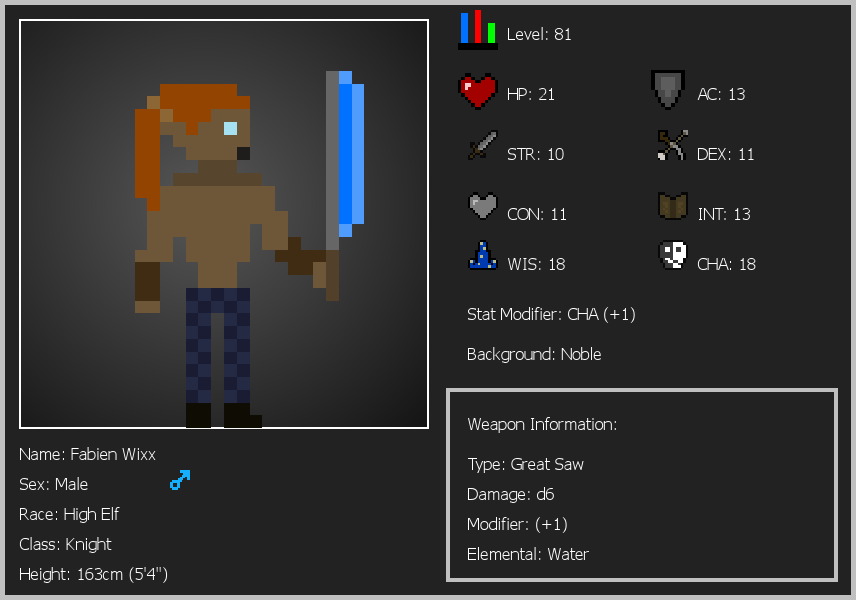 Level: 81
HP: 21
AC: 13
STR: 10
DEX: 11
CON: 11
INT: 13
WIS: 18
CHA: 18
Stat Modifier: CHA (+1)
Background: Noble
Weapon Information:
Type: Great Saw
Damage: d6
Modifier: (+1)
Elemental: Water
Name: Fabien Wixx
Sex: Male
Race: High Elf
Class: Knight
Height: 163cm (5'4")